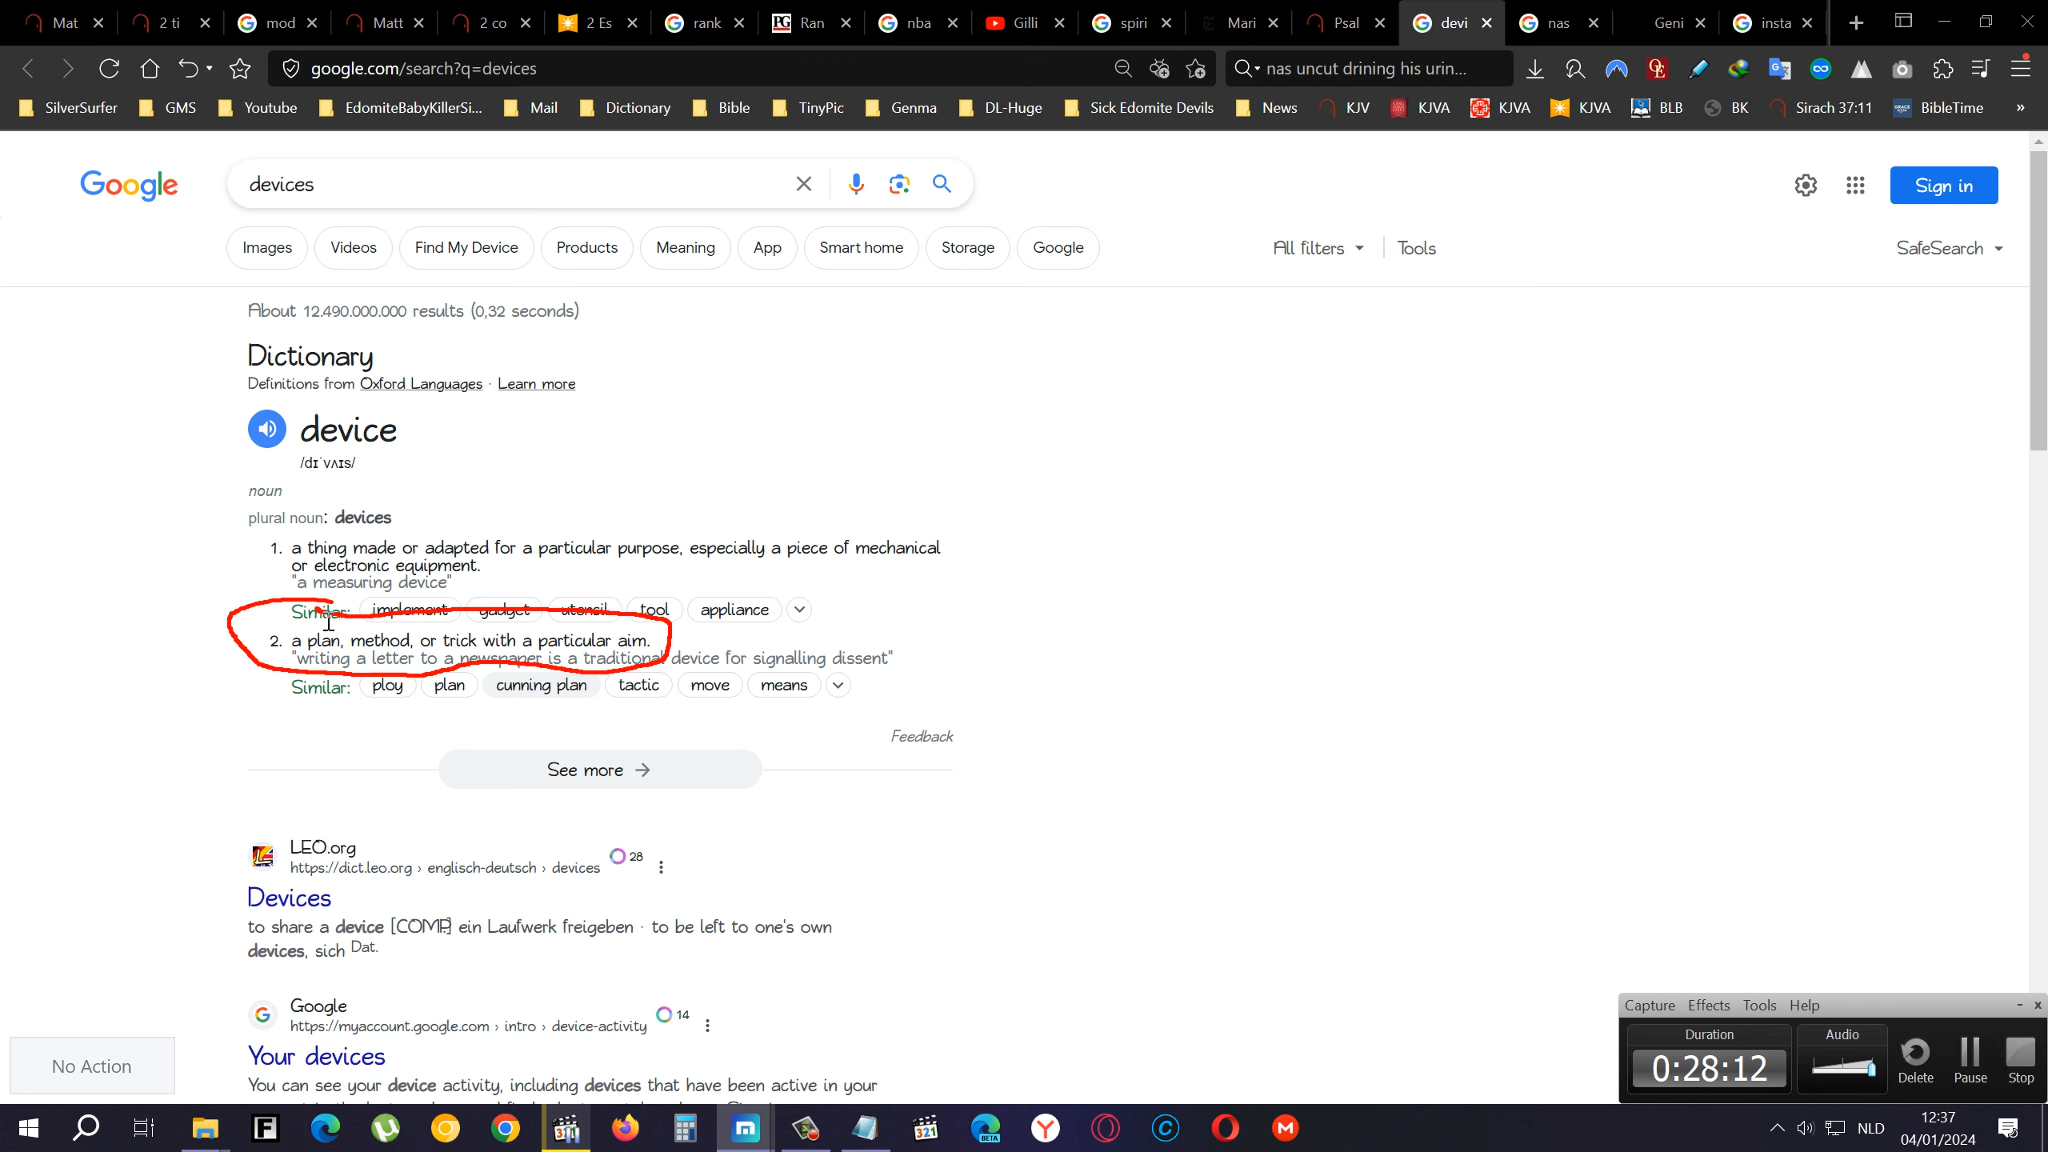 Mat
2 ti
mod
Matt
2 co
2 Es
rank
Ran
nba
Gilli
spiri
Mari
Psal
devi
nas
Geni
insta
google.com/search?q=devices
nas uncut drining his urin...
SilverSurfer
GMS
Youtube
EdomiteBabyKillerSi...
Mail
Dictionary
Bible
TinyPic
Genma
DL-Huge
Sick Edomite Devils
News
KJV
KJVA
KJVA
KJVA
BLB
BK
Sirach 37:11
BibleTime
»
Google
devices
Sign in
Images
Videos
Find My Device
Products
Meaning
App
Smart home
Storage
Google
All filters
Tools
SafeSearch
About 12.490.000.000 results (0,32 seconds)
Dictionary
Definitions from Oxford Languages · Learn more
device
/dɪˈvʌɪs/
noun
plural noun: devices
1. a thing made or adapted for a particular purpose, especially a piece of mechanical
or electronic equipment.
"a measuring device"
Similar: implement gadget utensil tool appliance
2. a plan, method, or trick with a particular aim.
"writing a letter to a newspaper is a traditional device for signalling dissent"
Similar: ploy plan cunning plan tactic move means
Feedback
See more →
LEO.org
https://dict.leo.org › englisch-deutsch › devices
28
Devices
to share a device [COMP.] ein Laufwerk freigeben · to be left to one's own
devices, sich Dat.
Google
https://myaccount.google.com › intro › device-activity
14
Your devices
You can see your device activity, including devices that have been active in your
No Action
Capture Effects Tools Help
Duration
Audio
0:28:12
Delete
Pause
Stop
NLD
12:37
04/01/2024